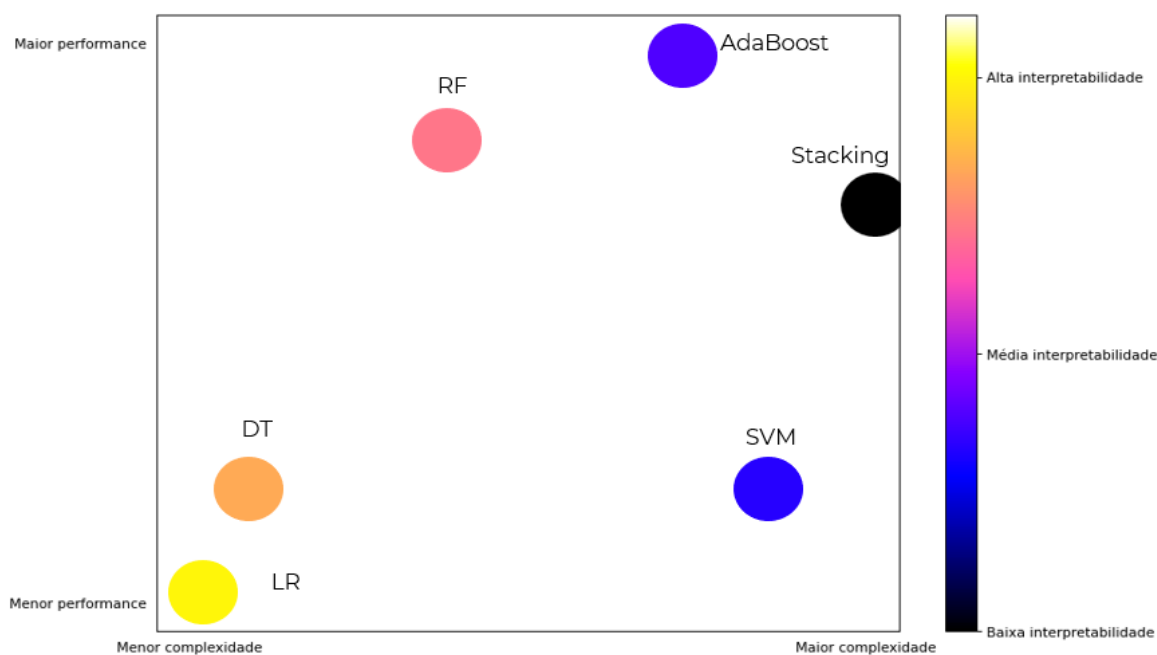 Maior performance
AdaBoost
Alta interpretabilidade
RF
Stacking
Média interpretabilidade
DT
SVM
LR
Menor performance
Baixa interpretabilidade
Menor complexidade
Maior complexidade